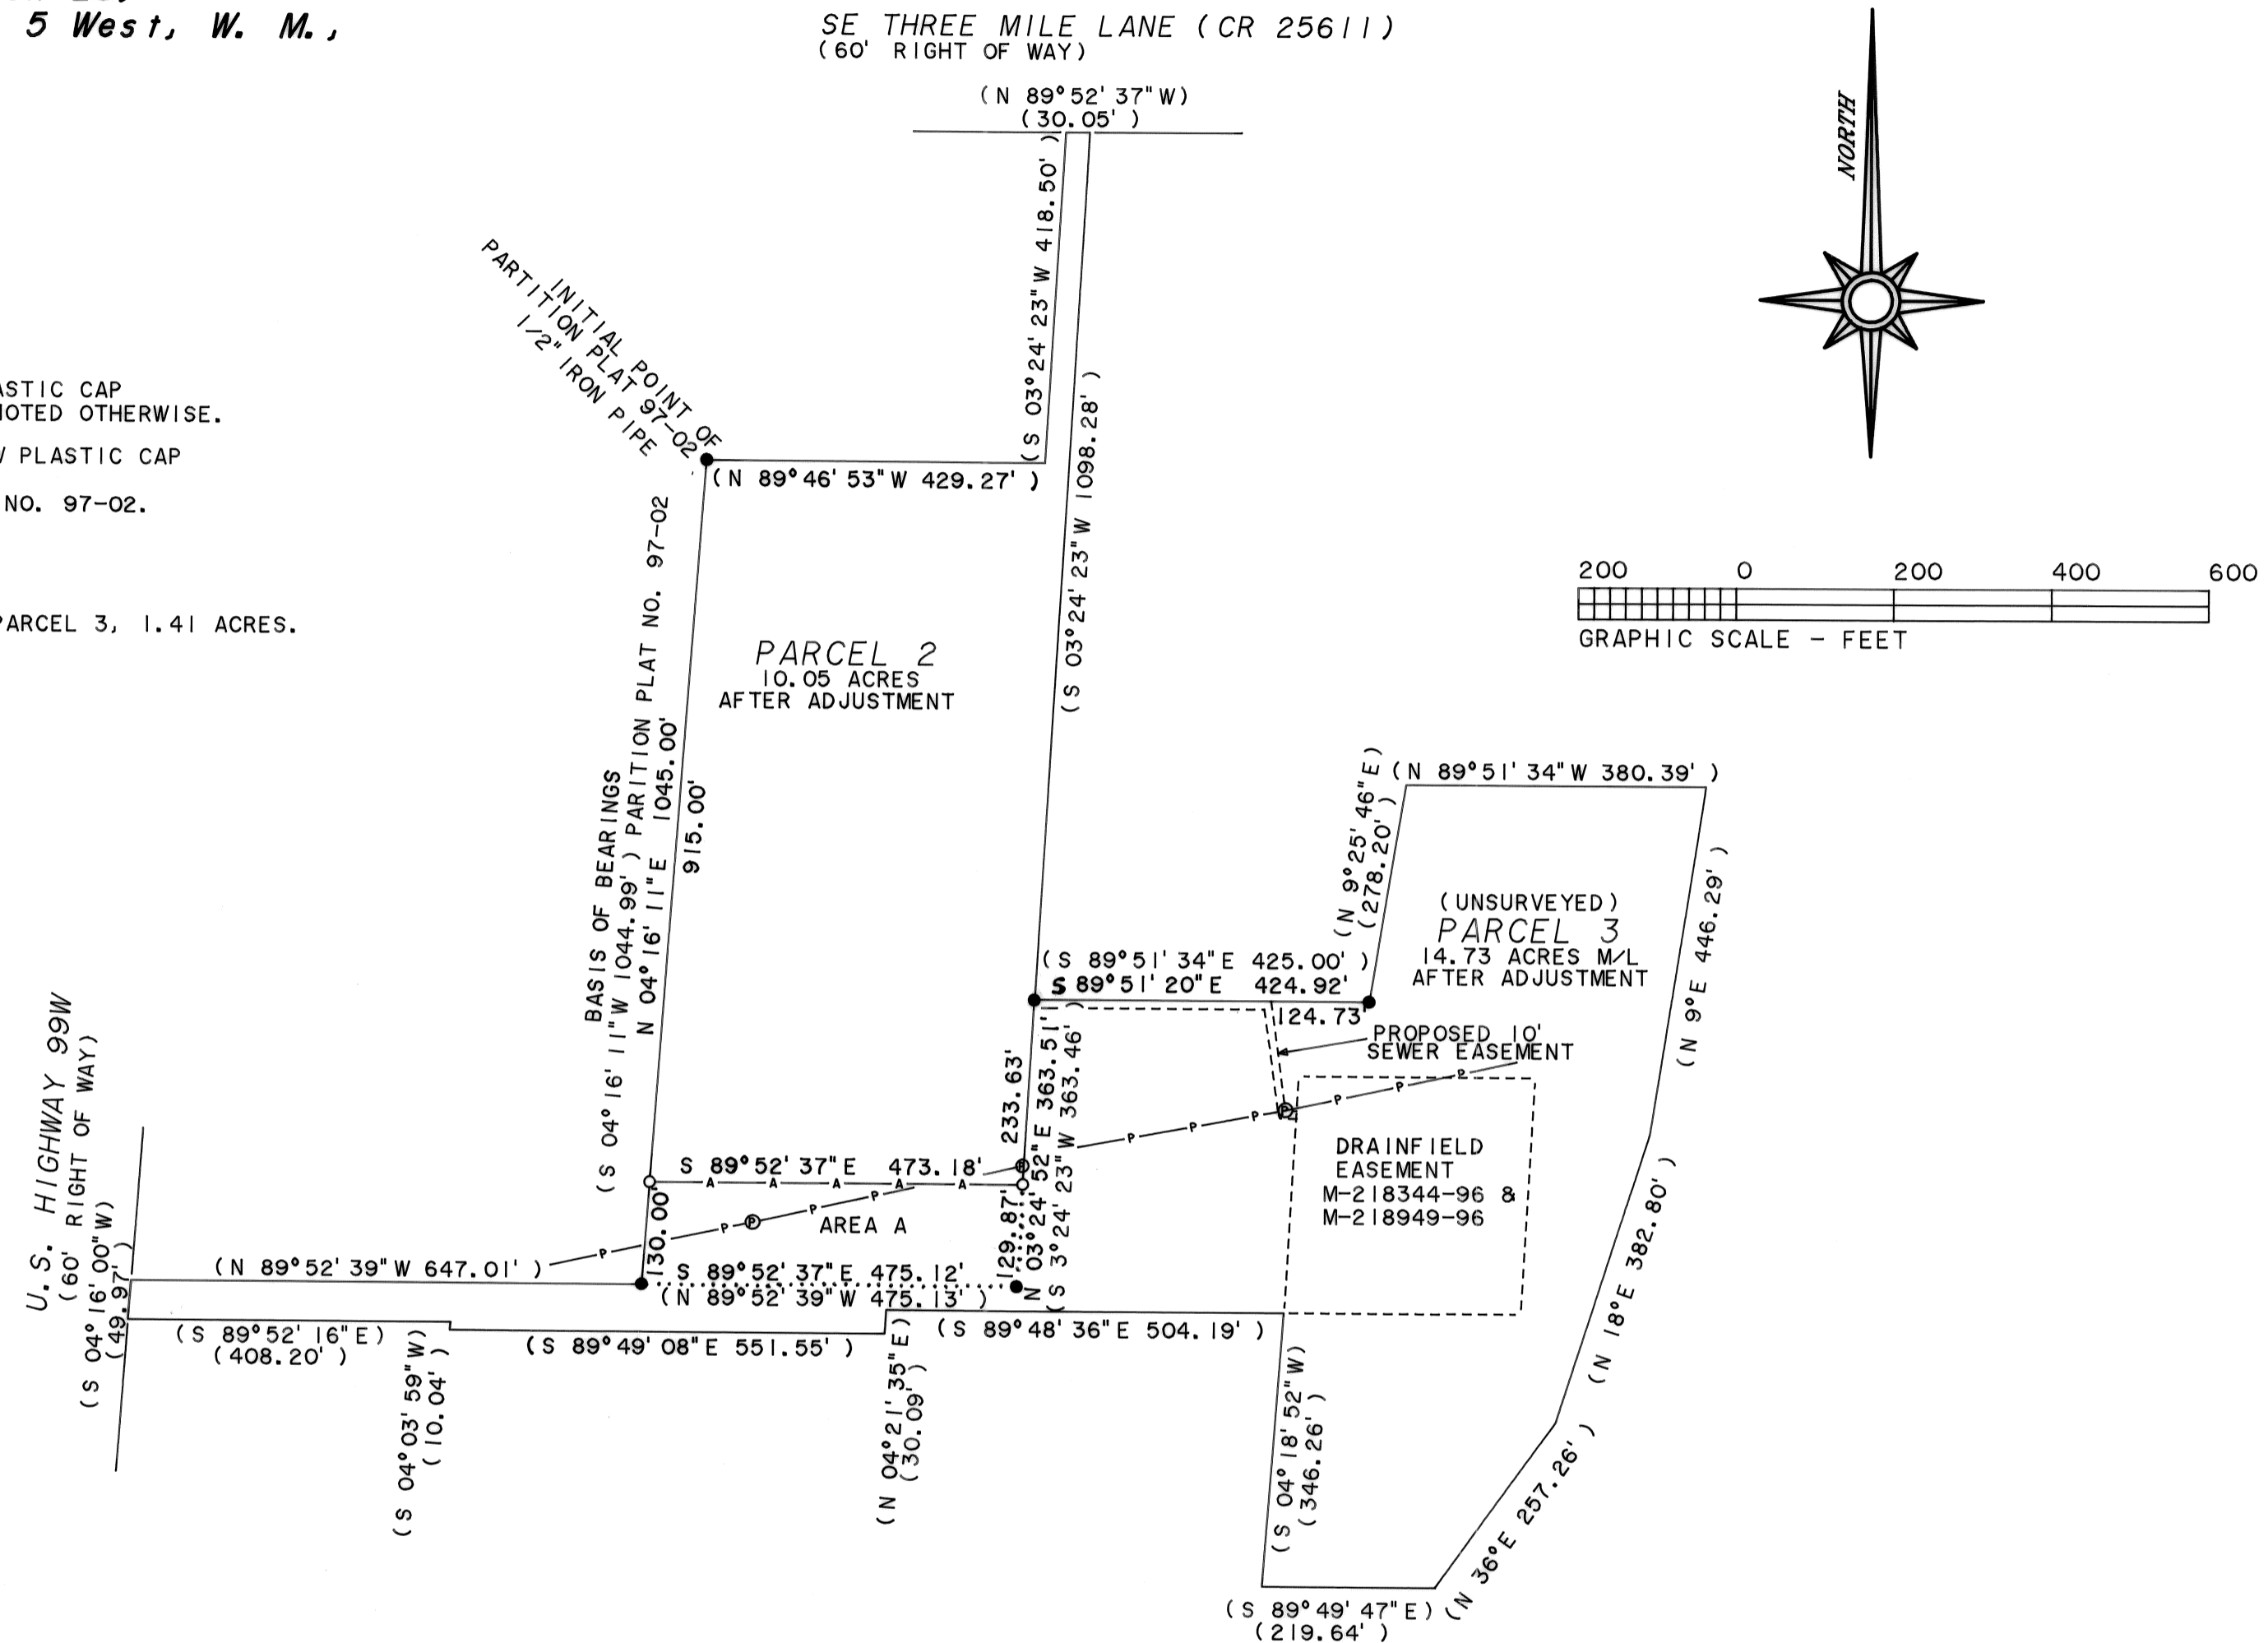 5 West, W. M.,
SE THREE MILE LANE (CR 25611)
(60' RIGHT OF WAY)
(N 89°52'37"W)
(30.05')
NORTH
(S 03°24'23"W 418.50')
INITIAL POINT OF
PARTITION PLAT 97-02
1/2" IRON PIPE
(N 89°46'53"W 429.27')
(S 03°24'23"W 1098.28')
ASTIC CAP
NOTED OTHERWISE.
PLASTIC CAP
NO. 97-02.
PARCEL 3, 1.41 ACRES.
200 0 200 400 600
GRAPHIC SCALE - FEET
PARCEL 2
10.05 ACRES
AFTER ADJUSTMENT
BASIS OF BEARINGS
(S 04°16'11"W 1044.99') PARITION PLAT NO. 97-02
N 04°16'11"E 1045.00'
915.00'
(N 89°51'34"W 380.39')
(N 9°25'46"E)
(278.20')
(UNSURVEYED)
PARCEL 3
14.73 ACRES M/L
AFTER ADJUSTMENT
(N 9°E 446.29')
(S 89°51'34"E 425.00')
S 89°51'20"E 424.92'
124.73'
PROPOSED 10'
SEWER EASEMENT
233.63'
N 03°24'52"E 363.51'
(S 3°24'23"W 363.46')
129.87'
S 89°52'37"E 473.18'
A A A A A
P P P P P P P P P
AREA A
130.00'
DRAINFIELD
EASEMENT
M-218344-96 &
M-218949-96
U.S. HIGHWAY 99W
(60' RIGHT OF WAY)
(S 04°16'00"W)
(49.97')
(N 89°52'39"W 647.01')
S 89°52'37"E 475.12'
(N 89°52'39"W 475.13')
(S 89°52'16"E)
(408.20')
(S 04°03'59"W)
(10.04')
(S 89°49'08"E 551.55')
(N 04°21'35"E)
(30.09')
(S 89°48'36"E 504.19')
(S 04°18'52"W)
(346.26')
(N 18°E 382.80')
(N 36°E 257.26')
(S 89°49'47"E)
(219.64')